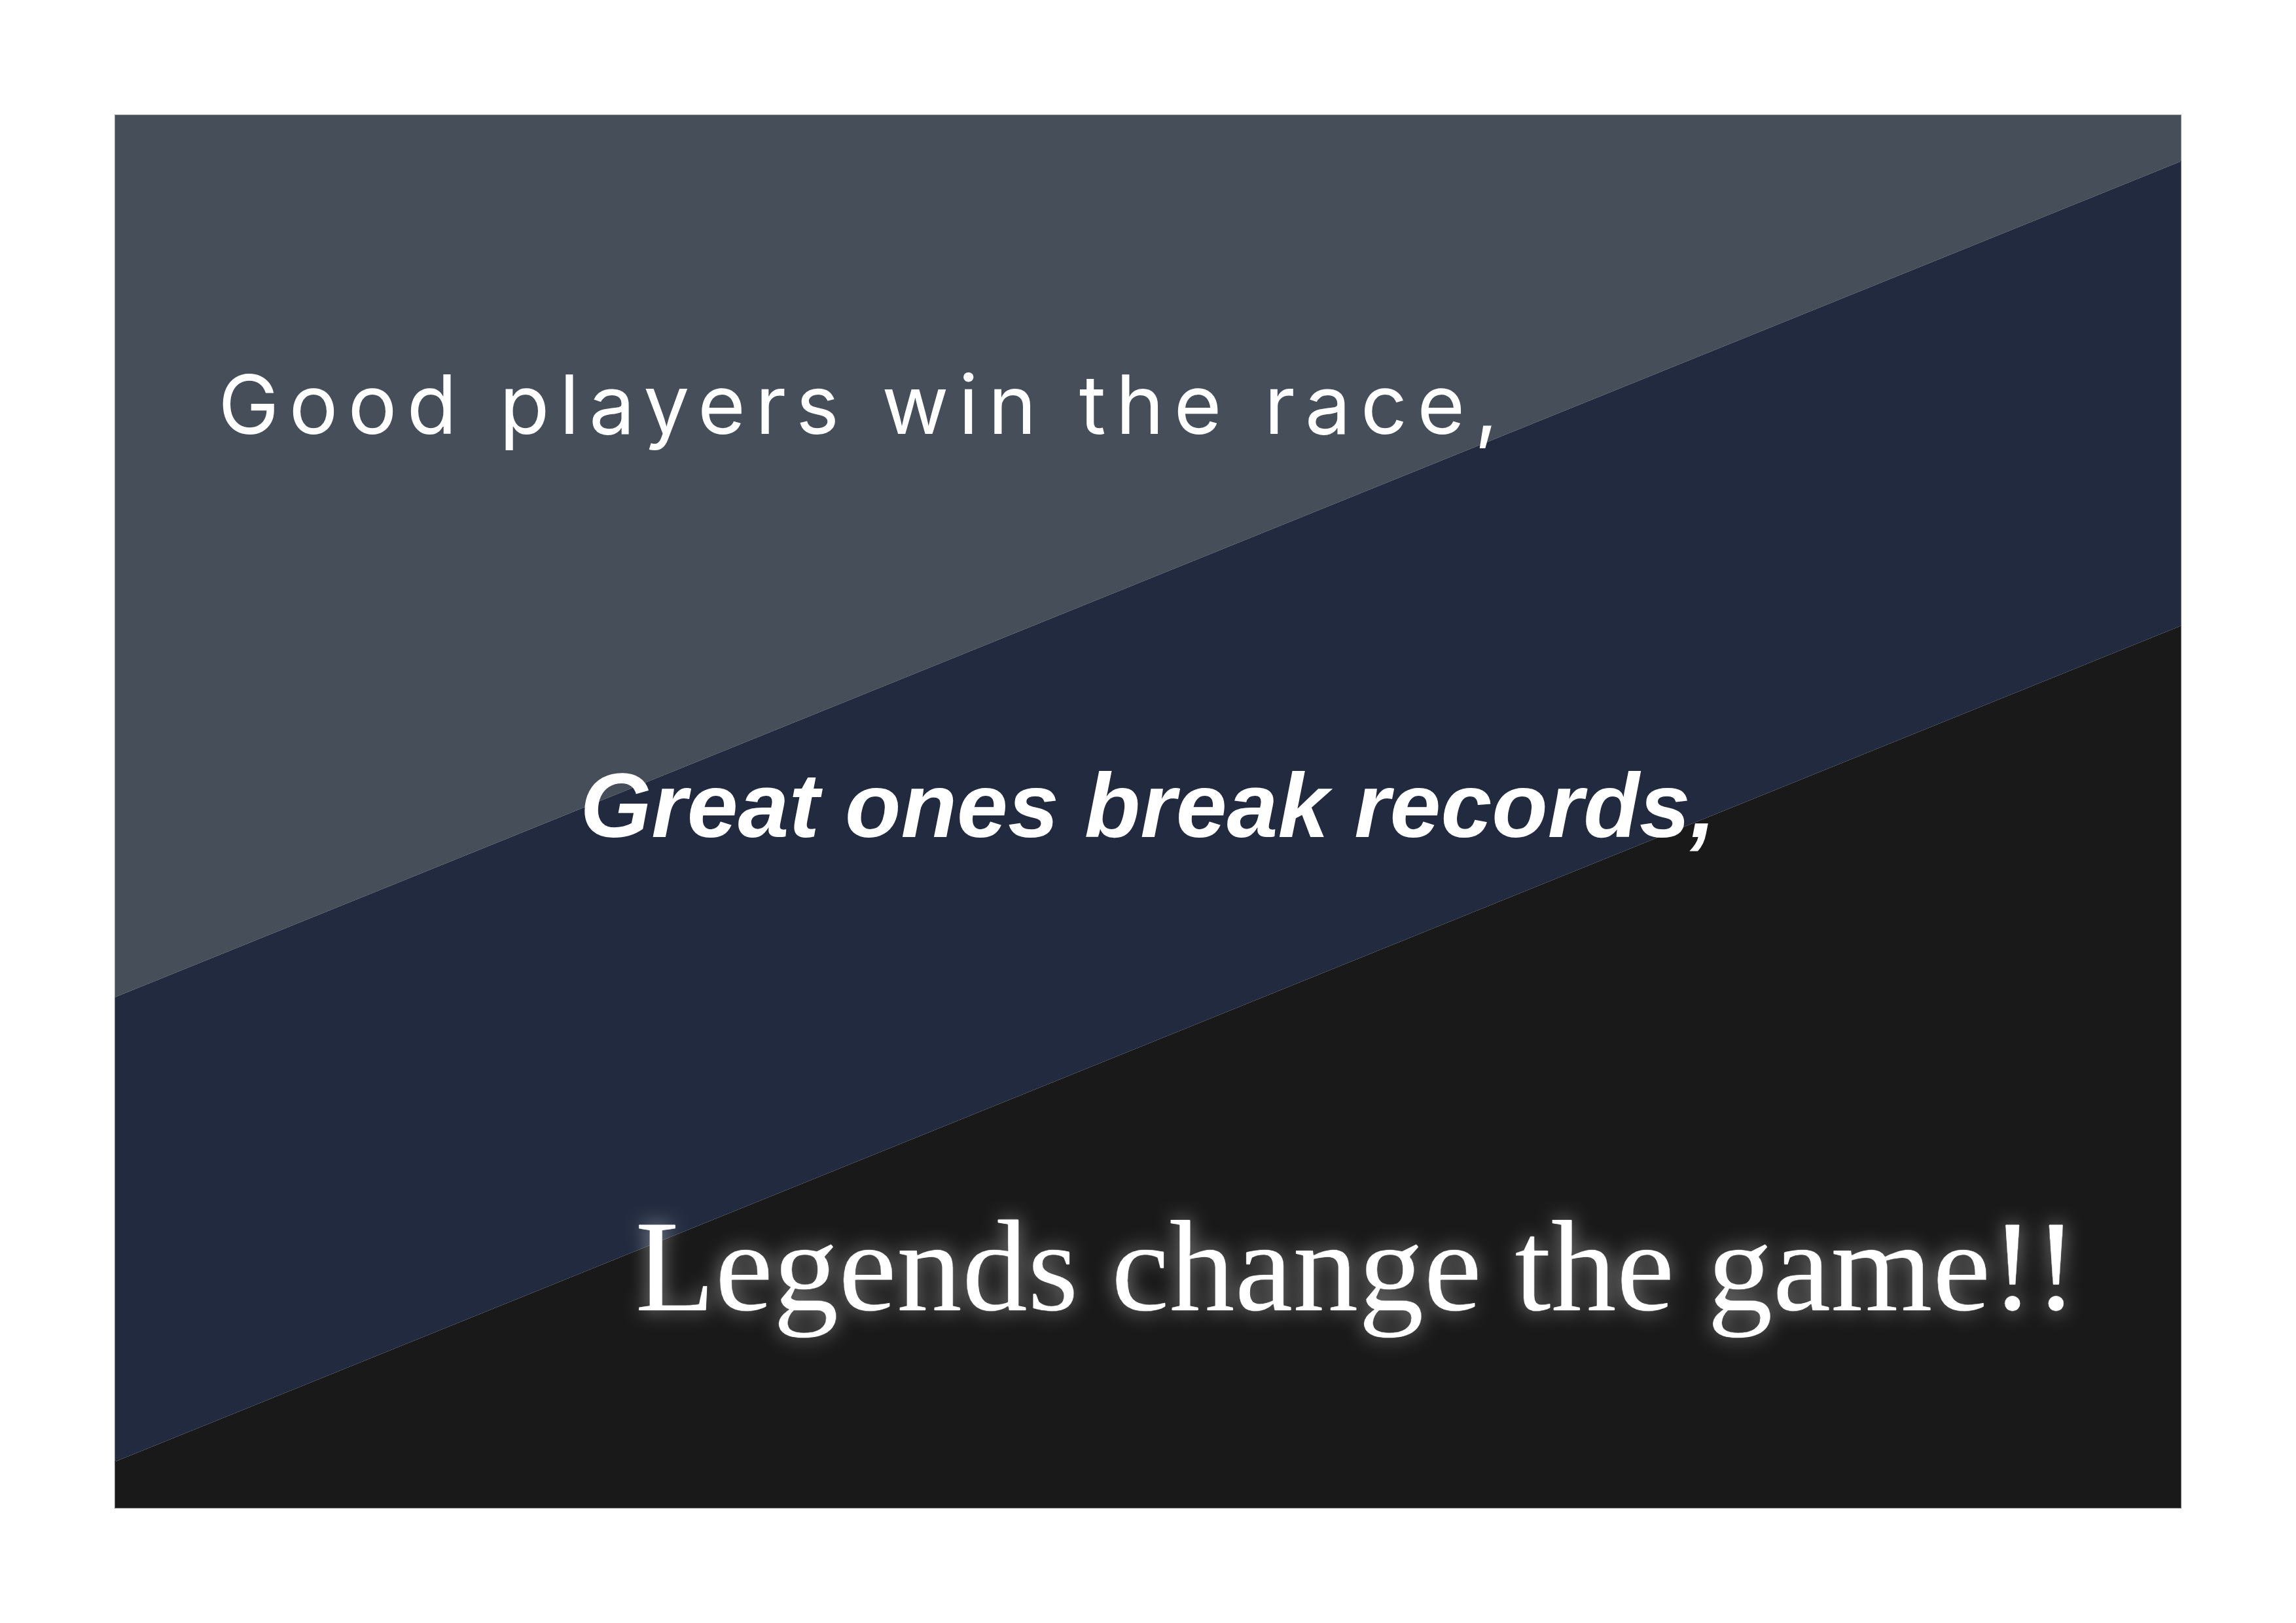 Good players win the race,
Great ones break records,
Legends change the game!!